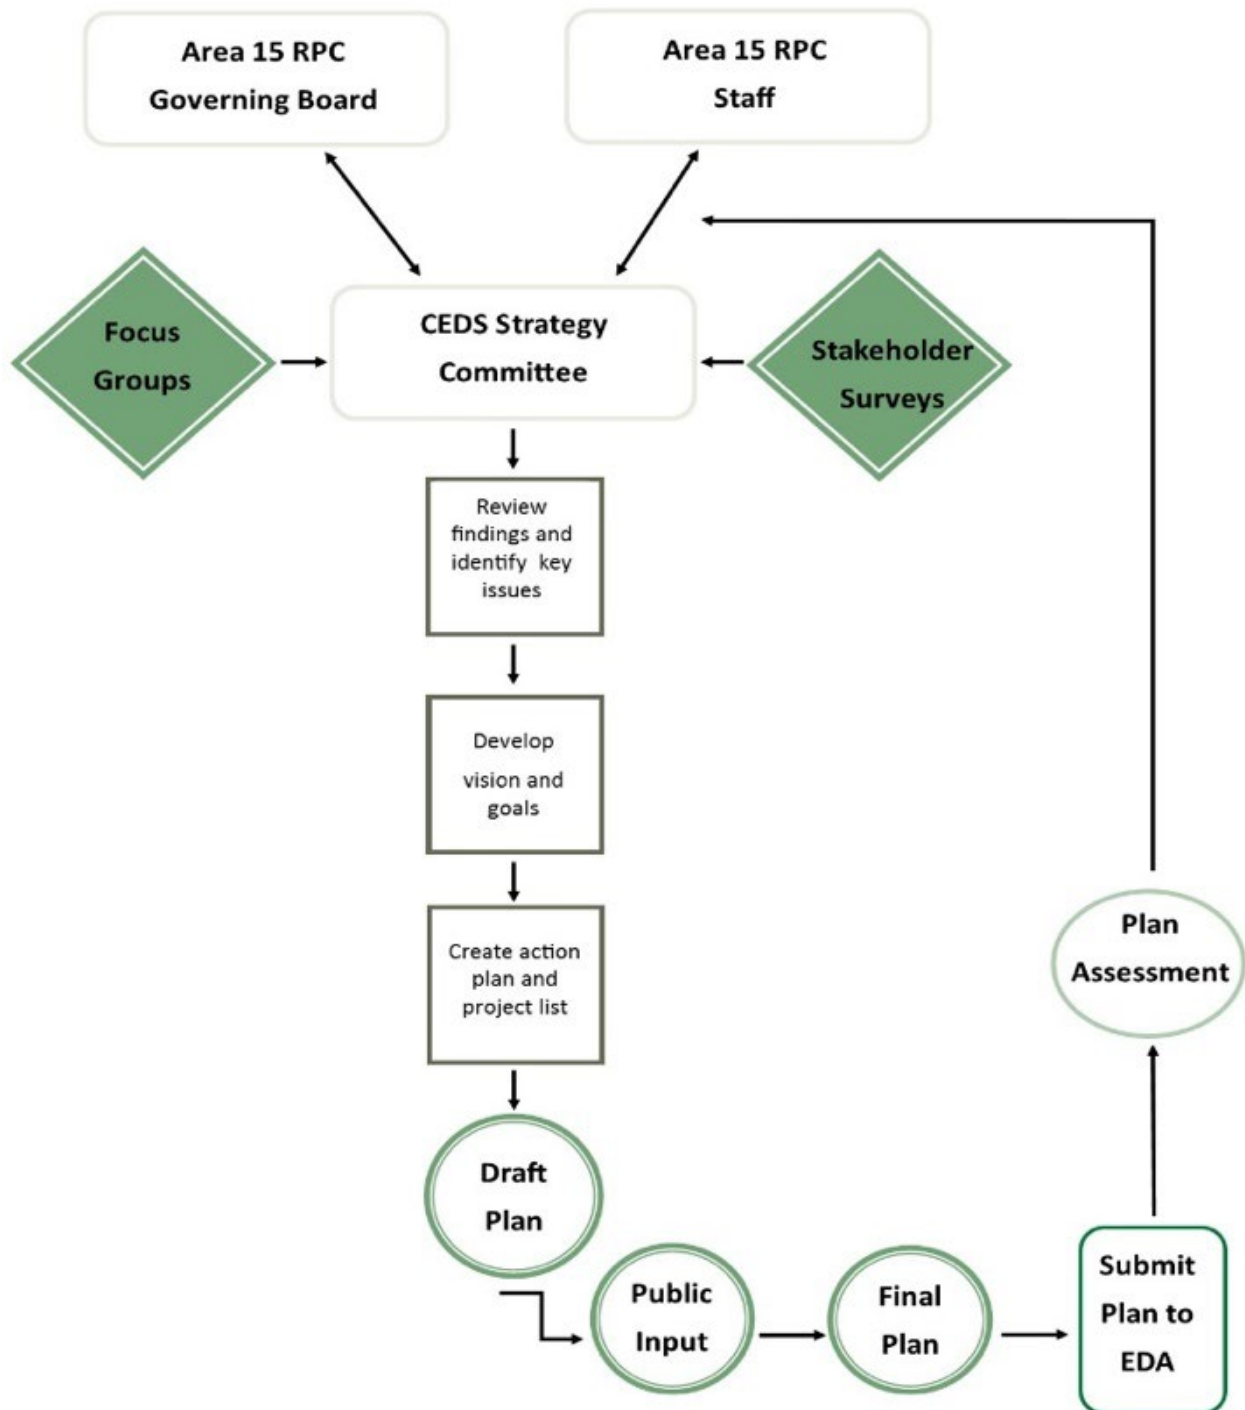 Area 15 RPC
Governing Board
Area 15 RPC
Staff
Focus
Groups
CEDS Strategy
Committee
Stakeholder
Surveys
Review
findings and
identify key
issues
Develop
vision and
goals
Create action
plan and
project list
Plan
Assessment
Draft
Plan
Public
Input
Final
Plan
Submit
Plan to
EDA